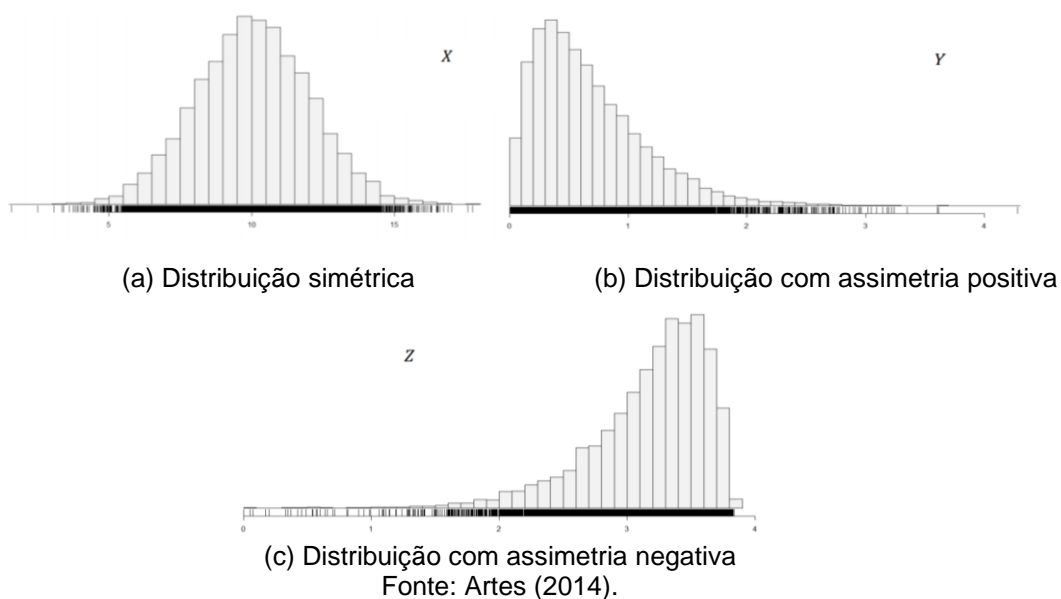 X
Y
5 10 15
0 1 2 3 4
(a) Distribuição simétrica
(b) Distribuição com assimetria positiva
Z
0 1 2 3 4
(c) Distribuição com assimetria negativa
Fonte: Artes (2014).